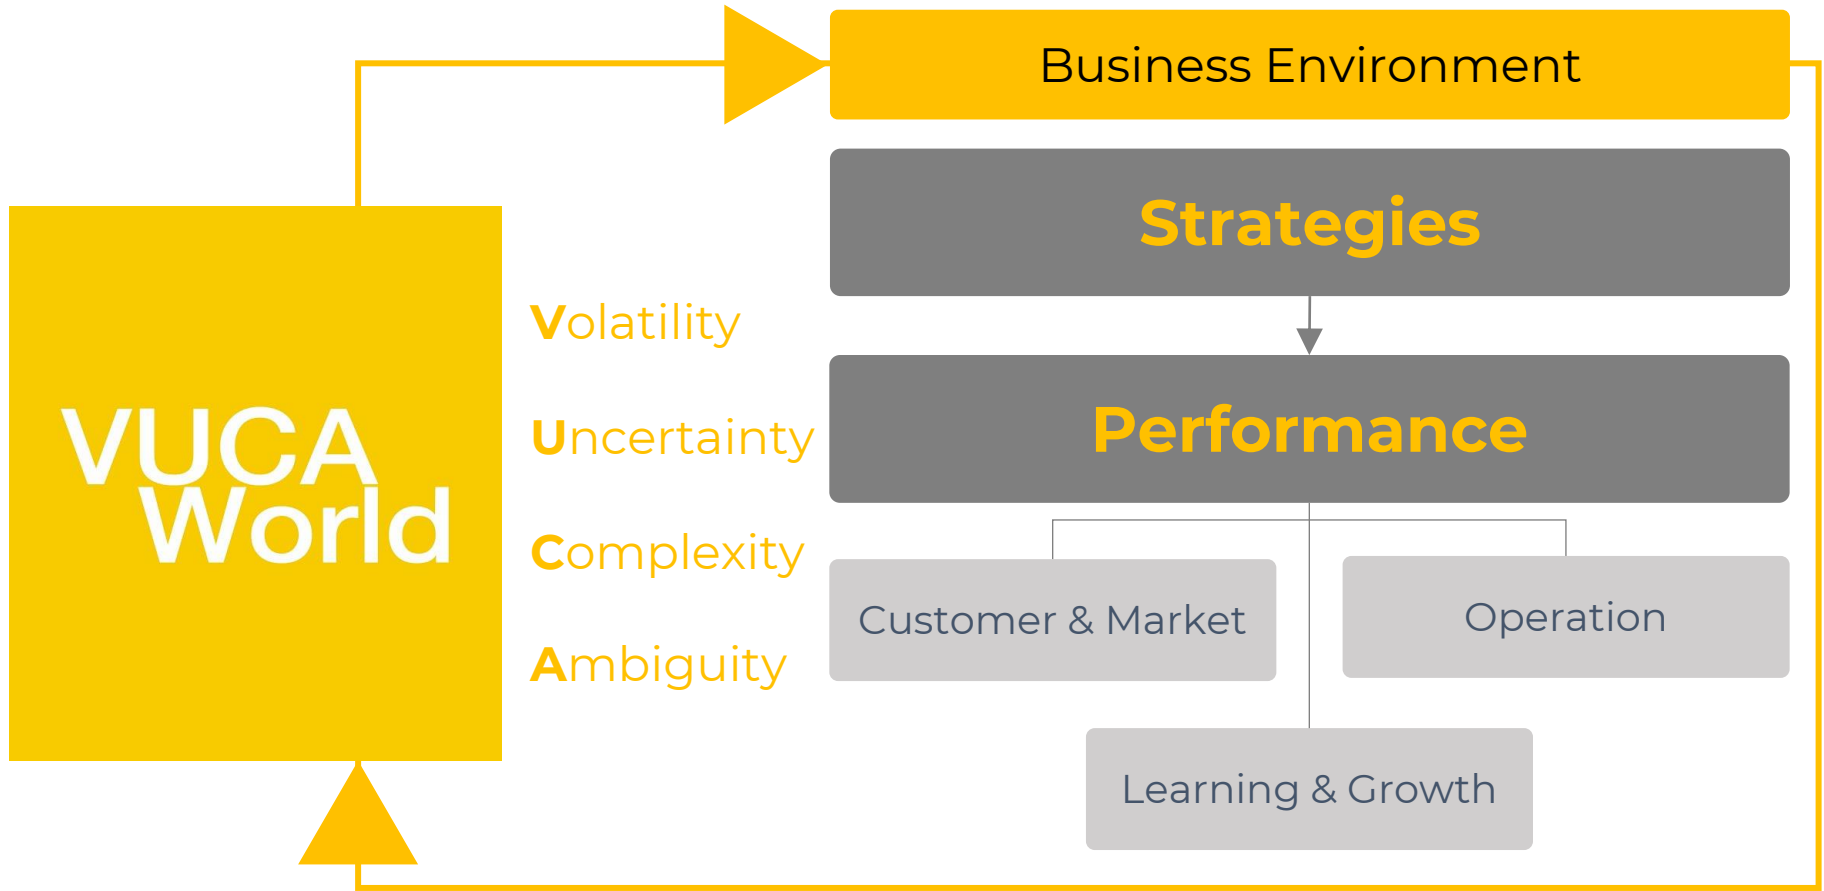 Business Environment
Strategies
Performance
Customer & Market
Operation
Learning & Growth
VUCA
World
Volatility
Uncertainty
Complexity
Ambiguity